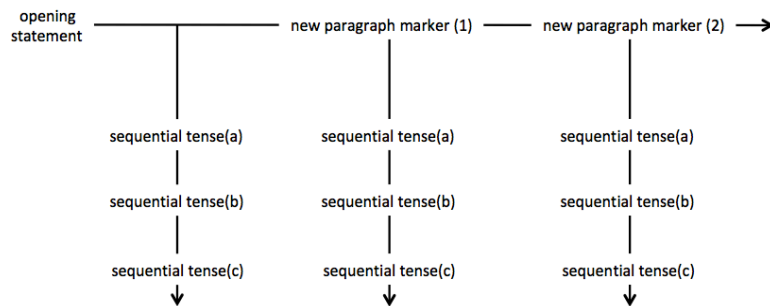 opening
statement
new paragraph marker (1)
new paragraph marker (2)
sequential tense(a)
sequential tense(a)
sequential tense(a)
sequential tense(b)
sequential tense(b)
sequential tense(b)
sequential tense(c)
sequential tense(c)
sequential tense(c)